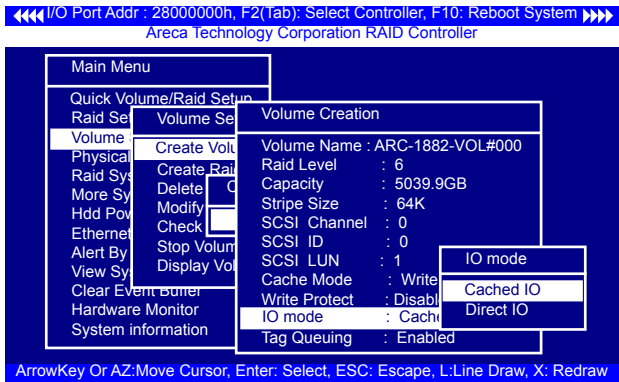 I/O Port Addr : 28000000h, F2(Tab): Select Controller, F10: Reboot System
Areca Technology Corporation RAID Controller
Main Menu
Quick Volume/Raid Setup
Raid Set
Volume
Physical
Raid Sys
More Sy
Hdd Pow
Ethernet
Alert By
View Sy
Clear Event Buffer
Hardware Monitor
System information
Volume Se
Create Volu
Create Raid
Delete
Modify
Check
Stop Volum
Display Vol
C
Volume Creation
Volume Name : ARC-1882-VOL#000
Raid Level : 6
Capacity : 5039.9GB
Stripe Size : 64K
SCSI Channel : 0
SCSI ID : 0
SCSI LUN : 1
Cache Mode : Write
Write Protect : Disabl
IO mode : Cache
Tag Queuing : Enabled
IO mode
Cached IO
Direct IO
ArrowKey Or AZ:Move Cursor, Enter: Select, ESC: Escape, L:Line Draw, X: Redraw